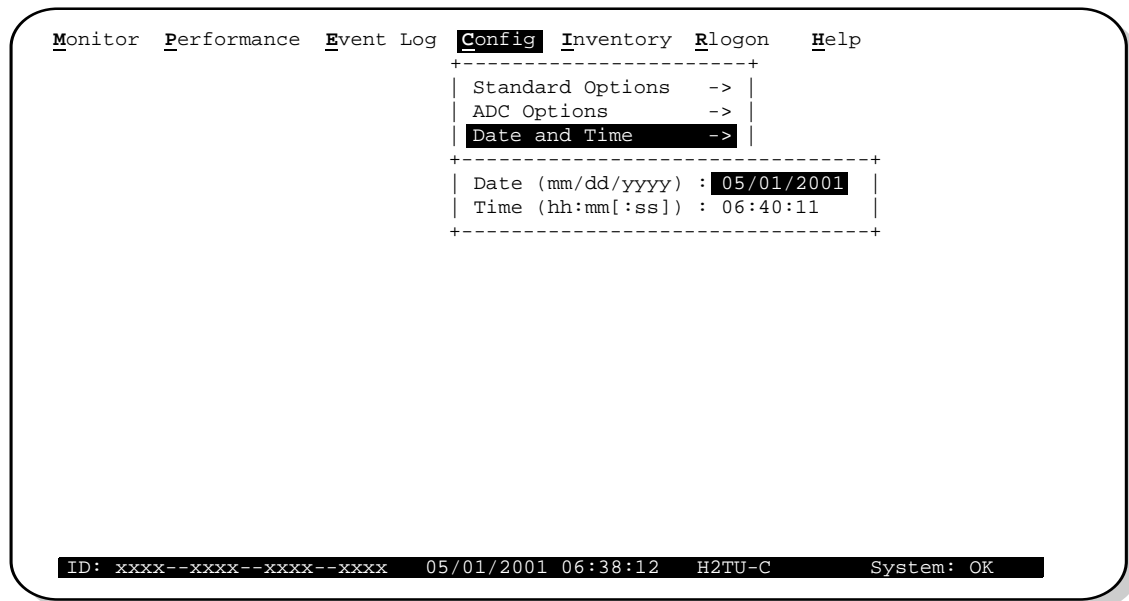 Monitor  Performance  Event Log  Config  Inventory  Rlogon   Help
+-----------------------+
| Standard Options   -> |
| ADC Options        -> |
| Date and Time      -> |
+---------------------------------+
| Date (mm/dd/yyyy) : 05/01/2001  |
| Time (hh:mm[:ss]) : 06:40:11    |
+---------------------------------+
ID: xxxx--xxxx--xxxx--xxxx   05/01/2001 06:38:12   H2TU-C        System: OK